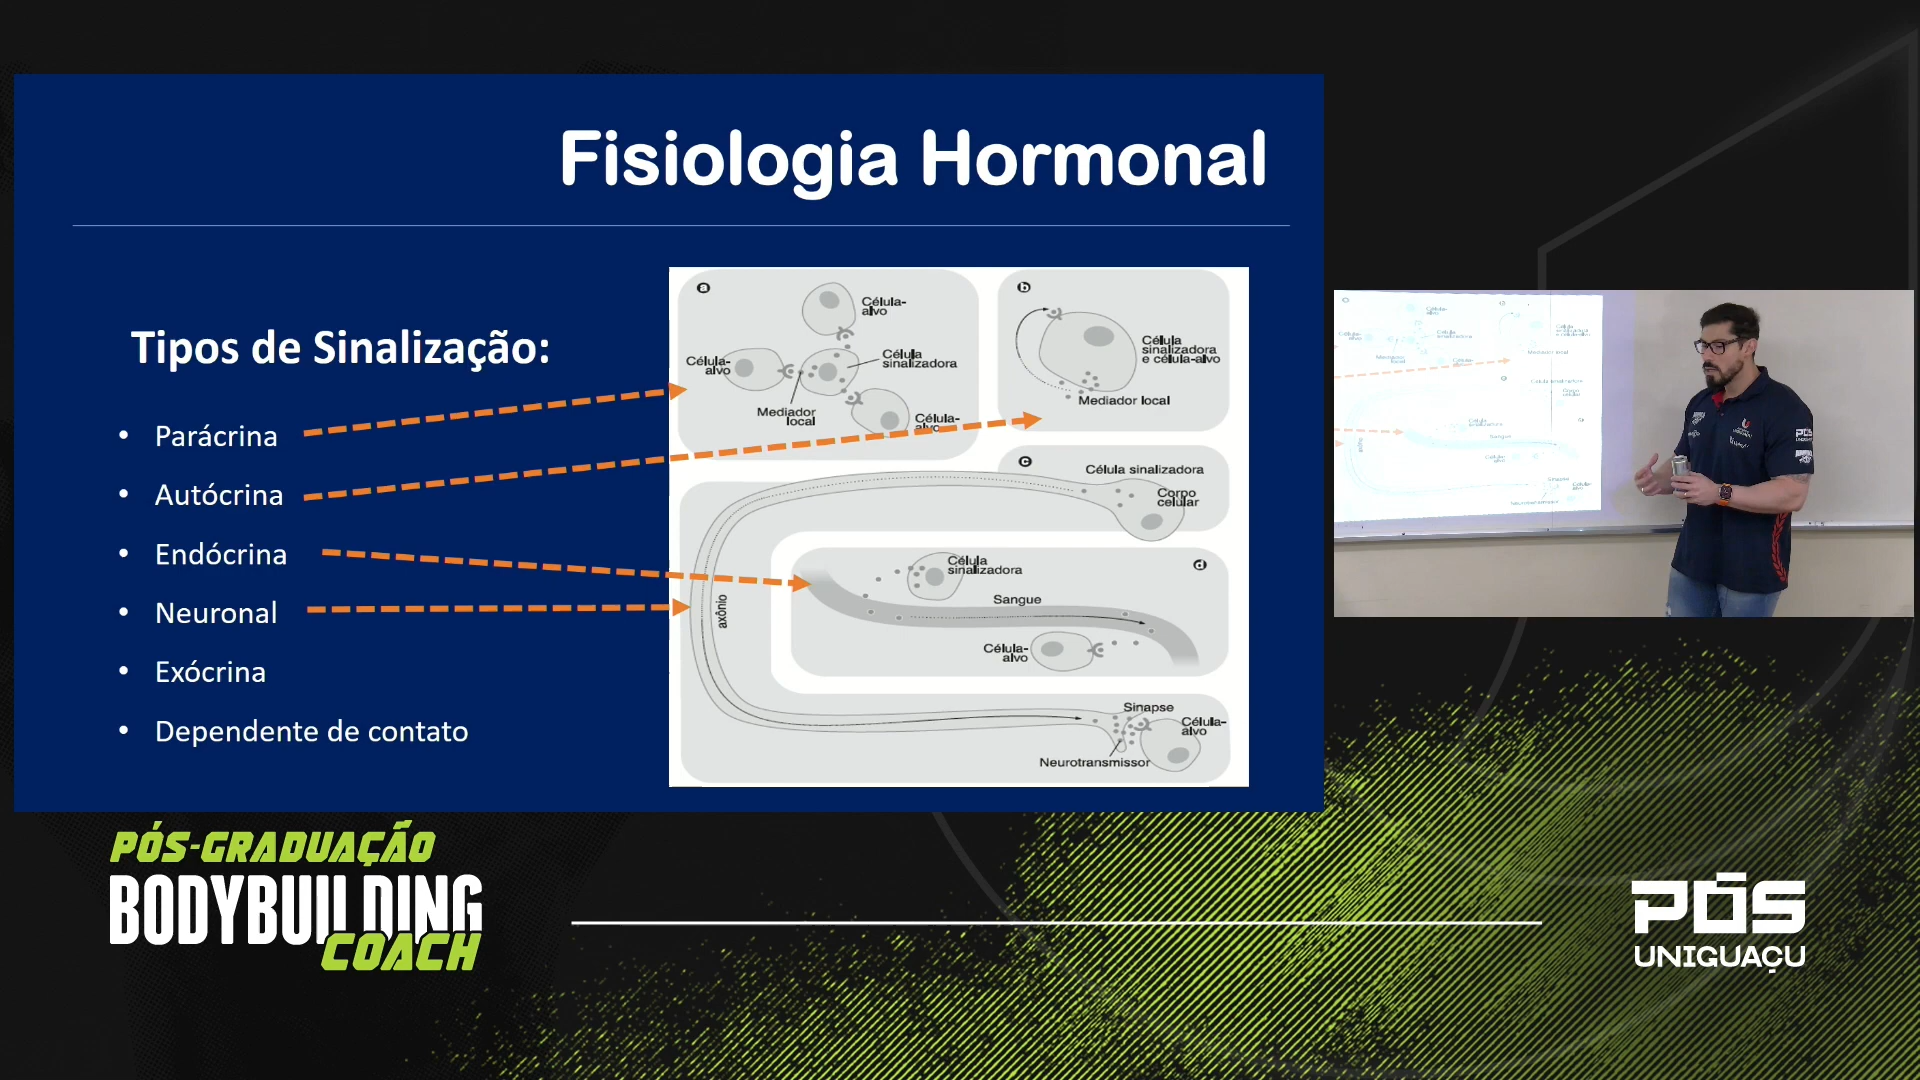 Fisiologia Hormonal
Tipos de Sinalização:
• Parácrina
• Autócrina
• Endócrina
• Neuronal
• Exócrina
• Dependente de contato
a
Célula-
alvo
Célula-
alvo
Célula
sinalizadora
Mediador
local
Célula-
alvo
b
Célula
sinalizadora
e célula-alvo
Mediador local
c
Célula sinalizadora
Corpo
celular
axônio
d
Célula
sinalizadora
Sangue
Célula-
alvo
Sinapse
Célula-
alvo
Neurotransmissor
PÓS-GRADUAÇÃO
BODYBUILDING
COACH
PÓS
UNIGUAÇU